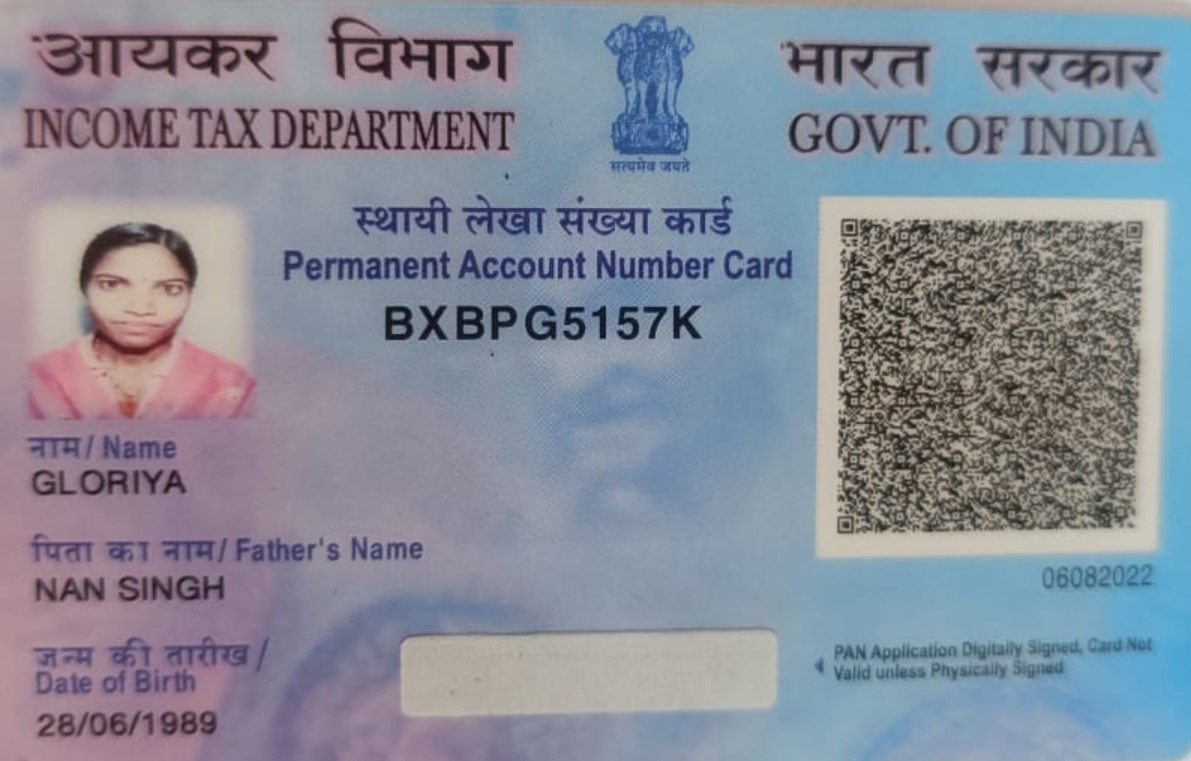 आयकर विभाग
INCOME TAX DEPARTMENT
सत्यमेव जयते
भारत सरकार
GOVT. OF INDIA
स्थायी लेखा संख्या कार्ड
Permanent Account Number Card
BXBPG5157K
नाम/ Name
GLORIYA
पिता का नाम/ Father's Name
NAN SINGH
जन्म की तारीख /
Date of Birth
28/06/1989
06082022
PAN Application Digitally Signed, Card Not
Valid unless Physically Signed